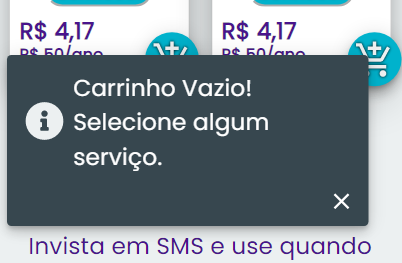 R$ 4,17 R$ 4,17
R$ 50/ano R$ 50/ano
Carrinho Vazio!
Selecione algum
serviço.
Invista em SMS e use quando